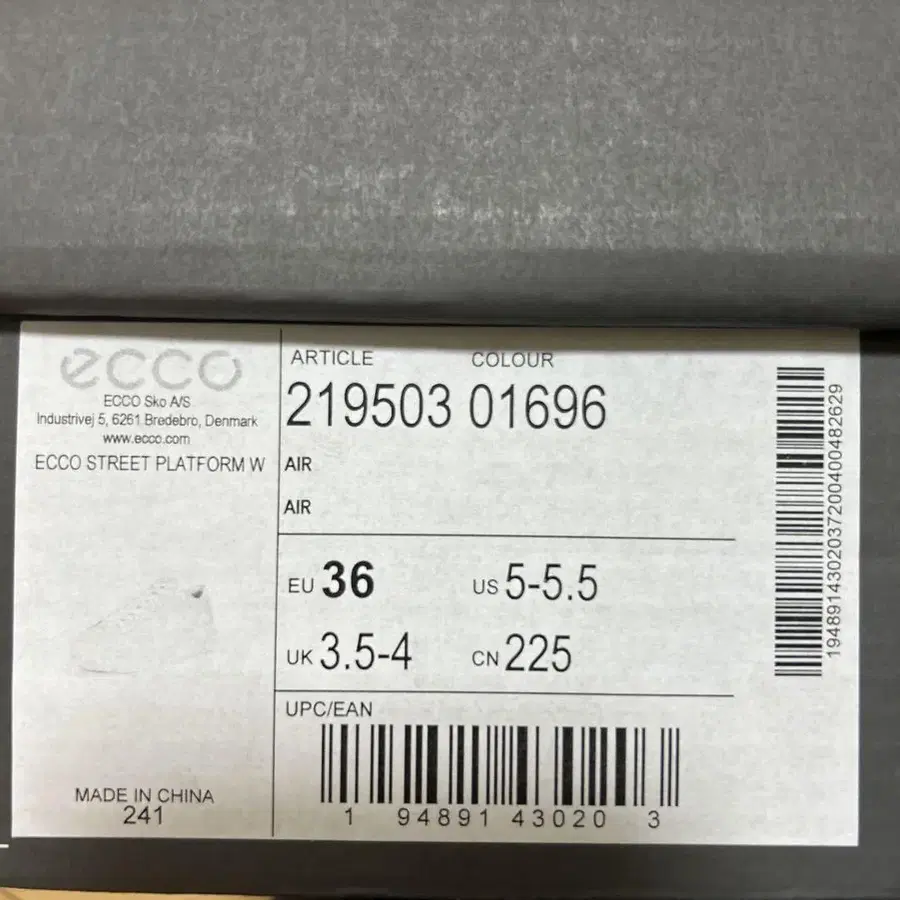 ecco
ECCO Sko A/S
Industrivej 5, 6261 Bredebro, Denmark
www.ecco.com
ECCO STREET PLATFORM W
MADE IN CHINA
241
ARTICLE COLOUR
219503 01696
AIR
AIR
EU 36 US 5-5.5
UK 3.5-4 CN 225
UPC/EAN
1 94891 43020 3
1948914302037200400482629